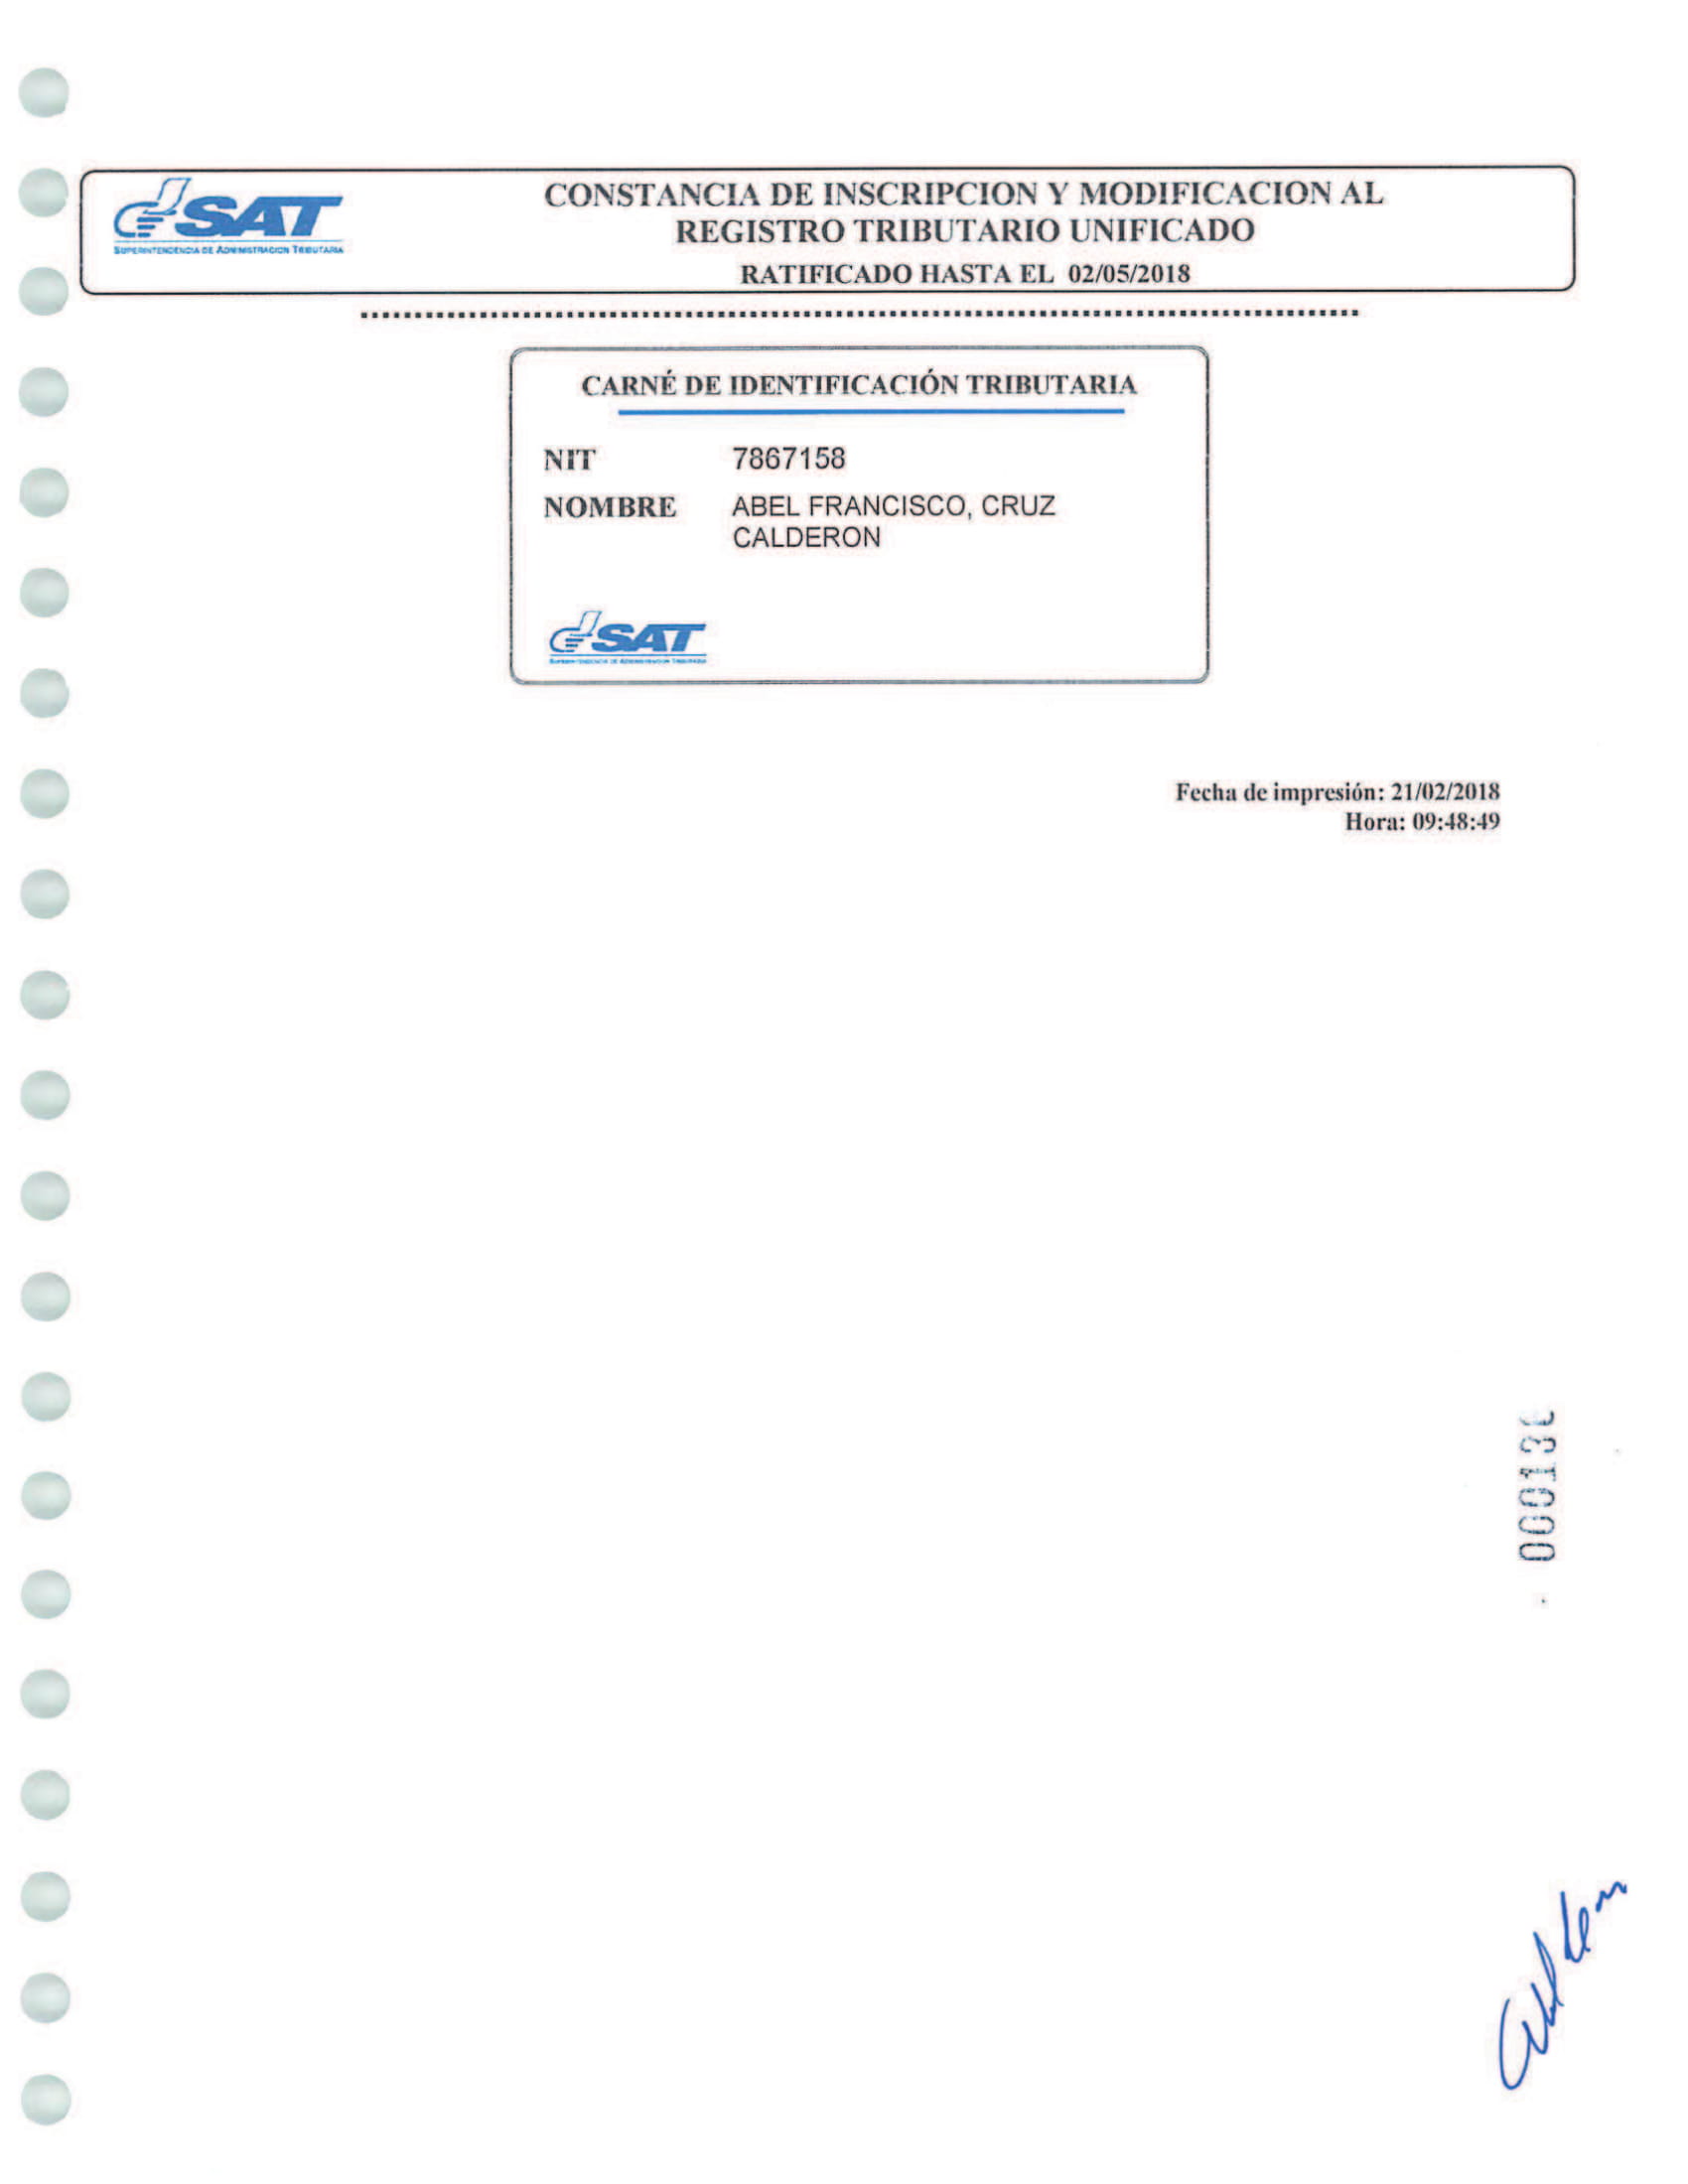 SAT
SUPERINTENDENCIA DE ADMINISTRACION TRIBUTARIA
CONSTANCIA DE INSCRIPCION Y MODIFICACION AL
REGISTRO TRIBUTARIO UNIFICADO
RATIFICADO HASTA EL 02/05/2018
CARNÉ DE IDENTIFICACIÓN TRIBUTARIA
NIT 7867158
NOMBRE ABEL FRANCISCO, CRUZ
CALDERON
SAT
SUPERINTENDENCIA DE ADMINISTRACION TRIBUTARIA
Fecha de impresión: 21/02/2018
Hora: 09:48:49